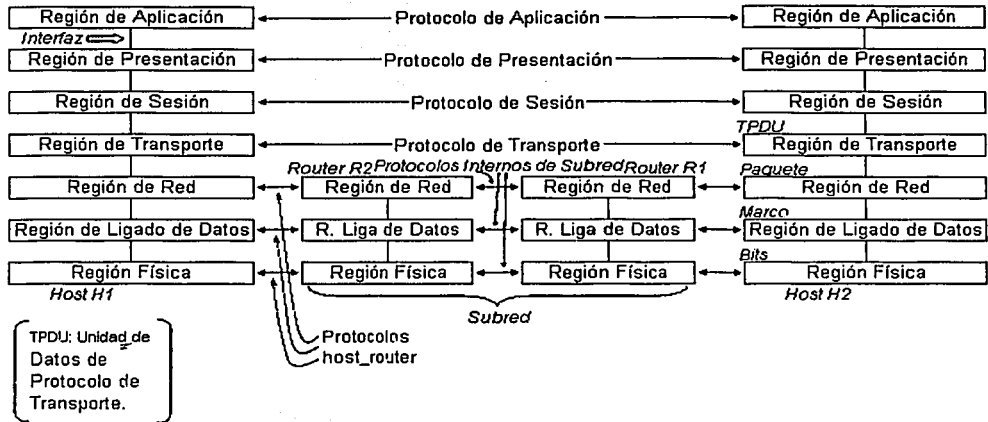 Región de Aplicación Protocolo de Aplicación Región de Aplicación
Interfaz
Región de Presentación Protocolo de Presentación Región de Presentación
Región de Sesión Protocolo de Sesión Región de Sesión
TPDU
Región de Transporte Protocolo de Transporte Región de Transporte
Router R2 Protocolos Internos de Subred Router R1 Paquete
Región de Red Región de Red Región de Red Región de Red
Marco
Región de Ligado de Datos R. Liga de Datos R. Liga de Datos Región de Ligado de Datos
Bits
Región Física Región Física Región Física Región Física
Host H1 Host H2
Subred
Protocolos
host_router
TPDU: Unidad de
Datos de
Protocolo de
Transporte.